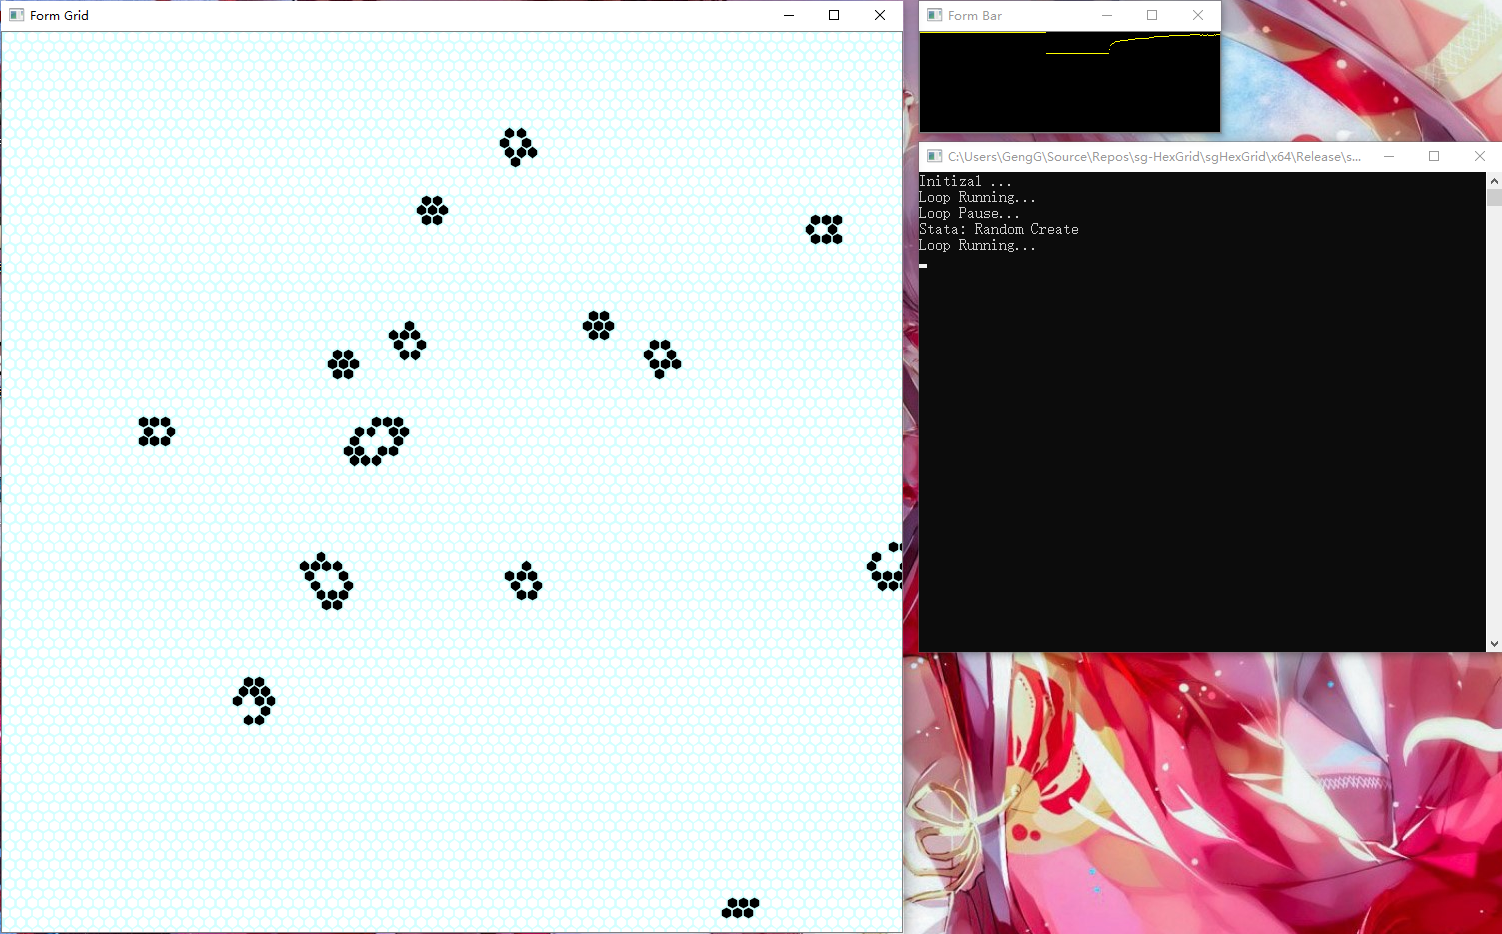 Form Grid
Form Bar
C:\Users\GengG\Source\Repos\sg-HexGrid\sgHexGrid\x64\Release\s...
Initizal ...
Loop Running...
Loop Pause...
Stata: Random Create
Loop Running...